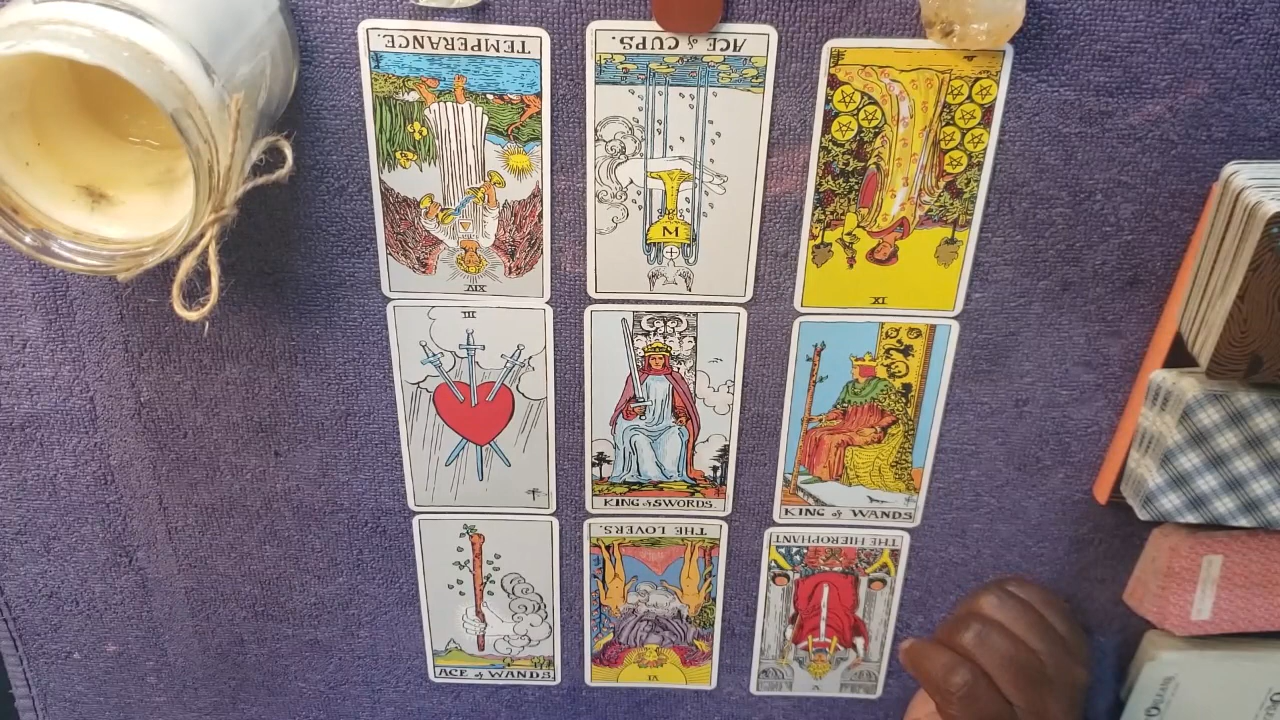 TEMPERANCE.
XIV
ACE of CUPS.
M
IX
III
KING of SWORDS.
KING of WANDS
ACE of WANDS.
THE LOVERS.
VI
THE HIEROPHANT
V